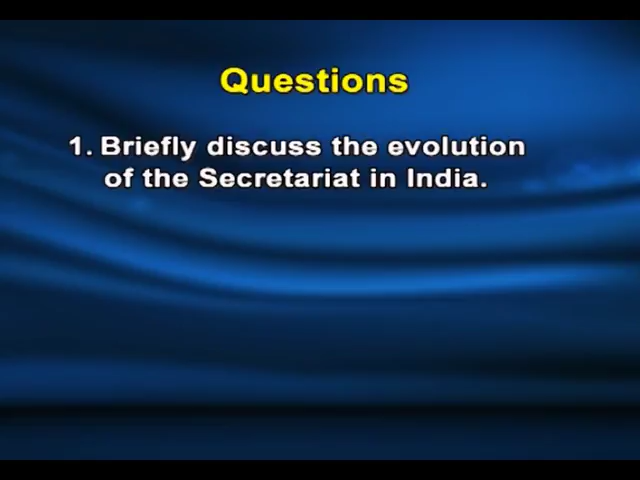 Questions
1. Briefly discuss the evolution
of the Secretariat in India.